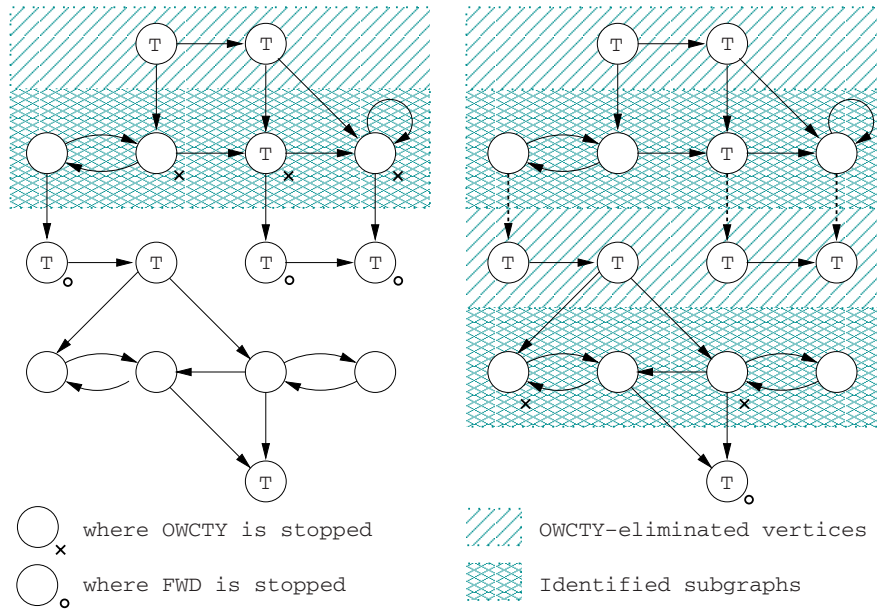 T T T T
T T
T T T T T T T T
T
T
where OWCTY is stopped OWCTY-eliminated vertices
where FWD is stopped Identified subgraphs